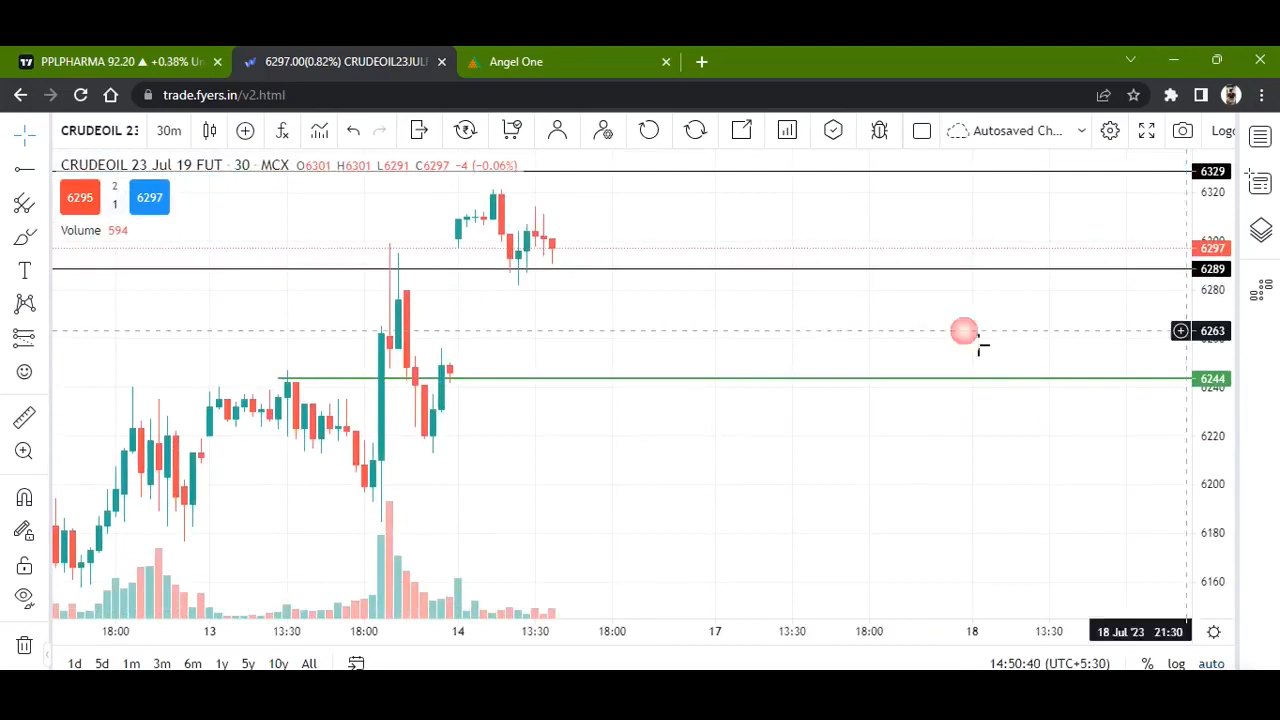 PPLPHARMA 92.20 ▲ +0.38% Un
6297.00(0.82%) CRUDEOIL23JUL
Angel One
trade.fyers.in/v2.html
CRUDEOIL 23
30m
Autosaved Ch...
CRUDEOIL 23 Jul 19 FUT · 30 · MCX O6301 H6301 L6291 C6297 −4 (−0.06%)
6295
2
1
6297
Volume 594
6329
6320
6297
6289
6280
6263
6244
6240
6220
6200
6180
6160
18:00 13 13:30 18:00 14 13:30 18:00 17 13:30 18:00 18 13:30 18 Jul '23 21:30
1d 5d 1m 3m 6m 1y 5y 10y All 14:50:40 (UTC+5:30) % log auto